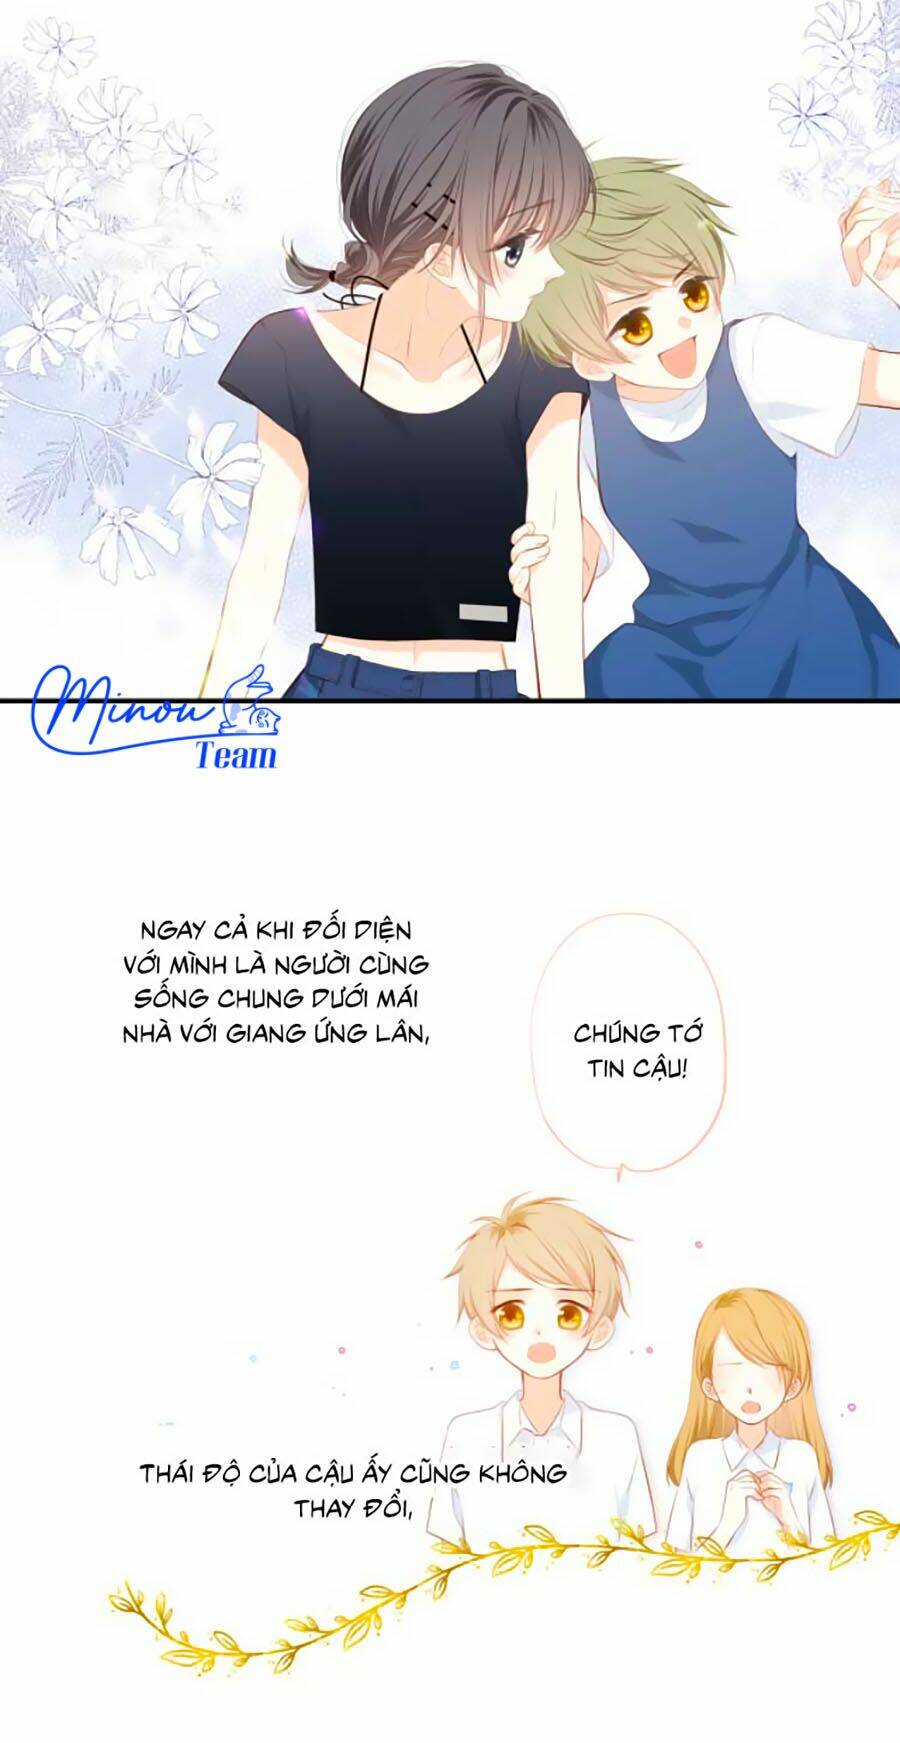 Minou
Team
NGAY CẢ KHI ĐỐI DIỆN
VỚI MÌNH LÀ NGƯỜI CÙNG
SỐNG CHUNG DƯỚI MÁI
NHÀ VỚI GIANG ỨNG LÂN,
CHÚNG TỚ
TIN CẬU!
THÁI ĐỘ CỦA CẬU ẤY CŨNG KHÔNG
THAY ĐỔI,